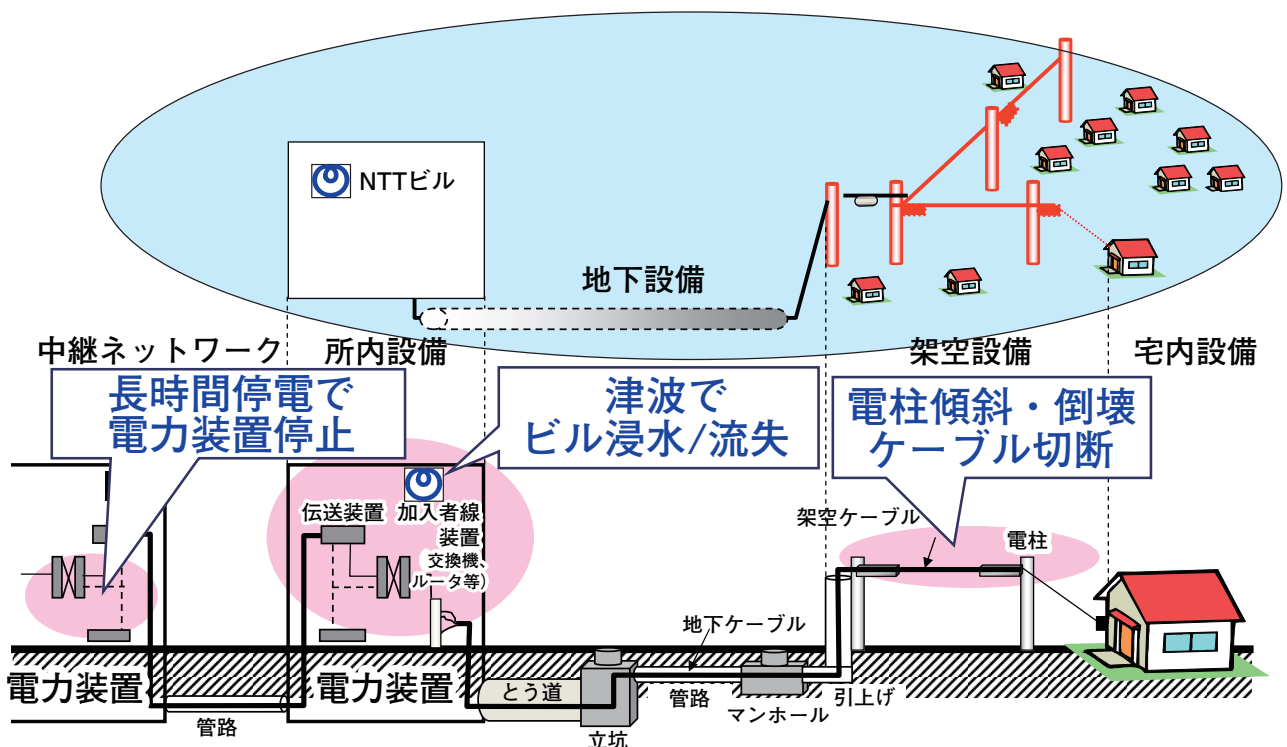 NTTビル
地下設備
中継ネットワーク
所内設備
架空設備
宅内設備
長時間停電で
電力装置停止
津波で
ビル浸水/流失
電柱傾斜・倒壊
ケーブル切断
伝送装置
加入者線
装置
交換機、
ルータ等)
架空ケーブル
電柱
地下ケーブル
電力装置
電力装置
とう道
管路
マンホール
引上げ
管路
立坑